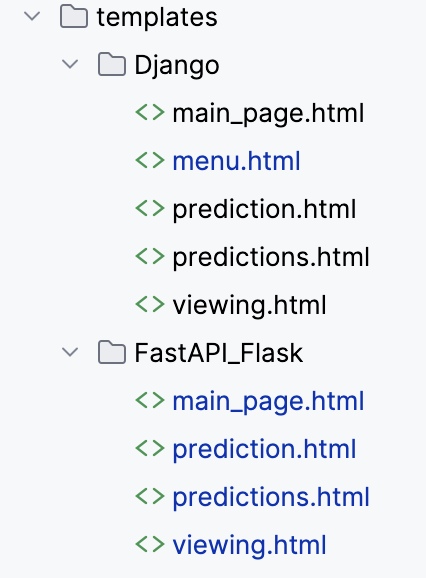 templates
Django
main_page.html
menu.html
prediction.html
predictions.html
viewing.html
FastAPI_Flask
main_page.html
prediction.html
predictions.html
viewing.html